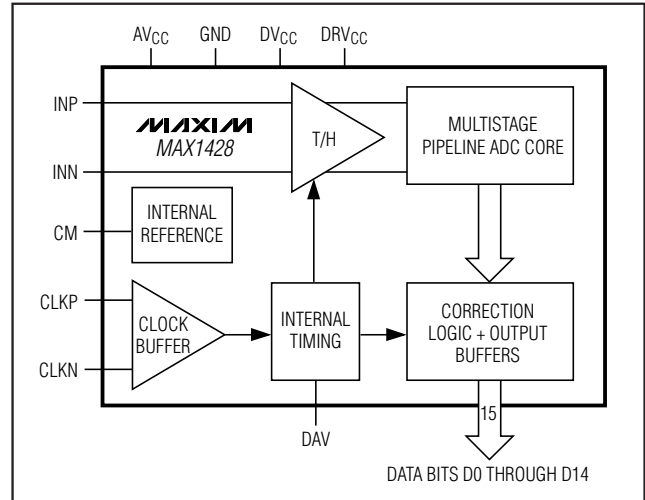 AVCC GND DVCC DRVCC
INP
MAXIM
MAX1428
T/H
MULTISTAGE
PIPELINE ADC CORE
INN
INTERNAL
REFERENCE
CM
CLKP
CLOCK
BUFFER
INTERNAL
TIMING
CORRECTION
LOGIC + OUTPUT
BUFFERS
CLKN
15
DAV
DATA BITS D0 THROUGH D14